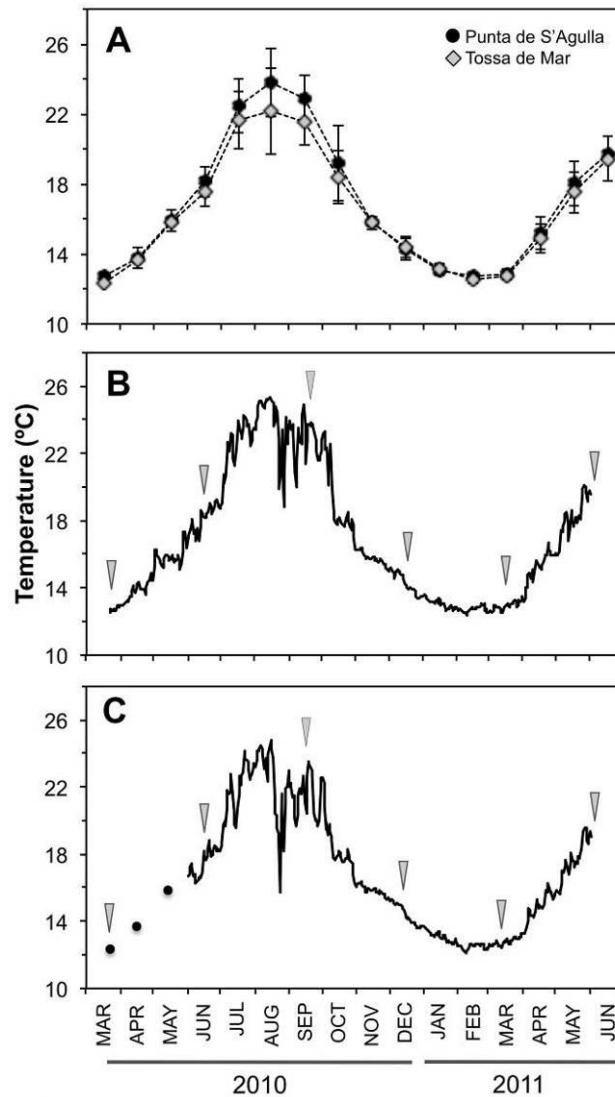 A
Punta de S'Agulla
Tossa de Mar
26
22
18
14
10
B
26
22
18
14
10
Temperature (ºC)
C
26
22
18
14
10
MAR APR MAY JUN JUL AUG SEP OCT NOV DEC JAN FEB MAR APR MAY JUN
2010 2011